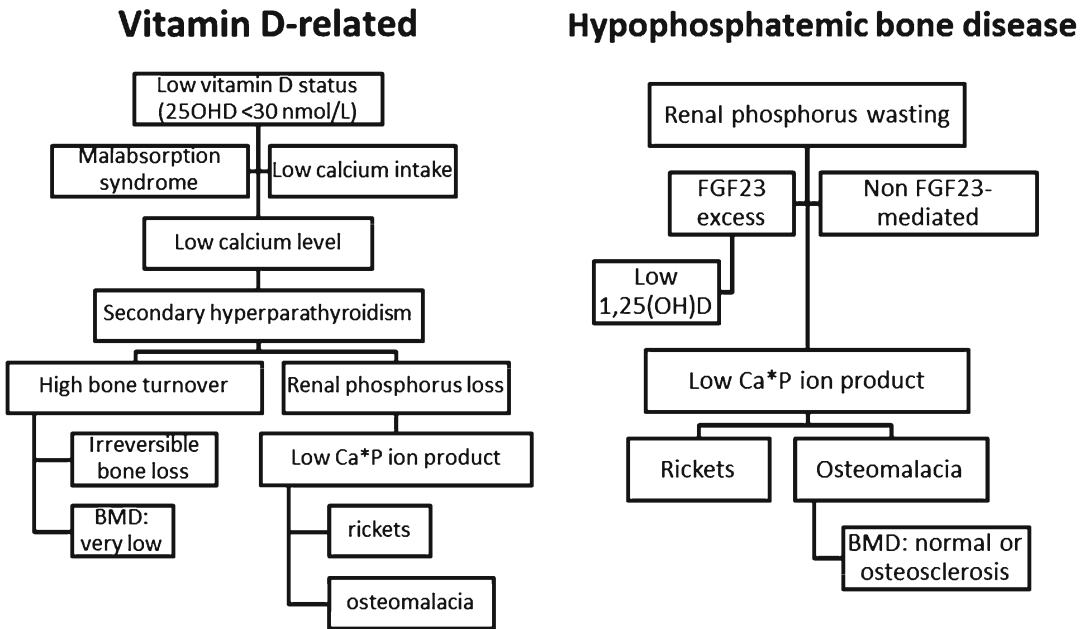 Vitamin D-related
Low vitamin D status
(25OHD <30 nmol/L)
Malabsorption
syndrome
Low calcium intake
Low calcium level
Secondary hyperparathyroidism
High bone turnover
Renal phosphorus loss
Irreversible
bone loss
BMD:
very low
Low Ca*P ion product
rickets
osteomalacia
Hypophosphatemic bone disease
Renal phosphorus wasting
FGF23
excess
Non FGF23-
mediated
Low
1,25(OH)D
Low Ca*P ion product
Rickets
Osteomalacia
BMD: normal or
osteosclerosis